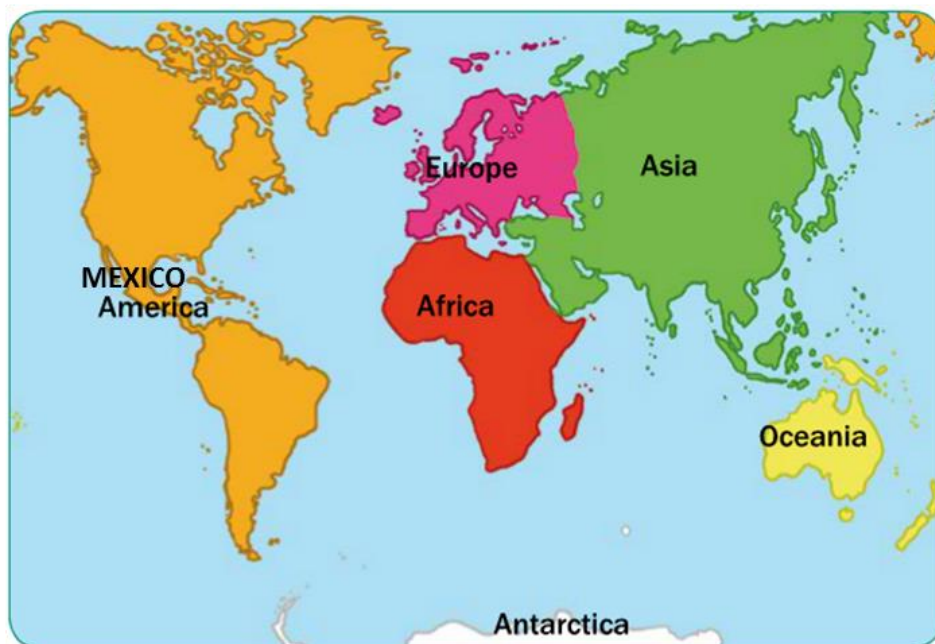 Europe
Asia
MEXICO
America
Africa
Oceania
Antarctica